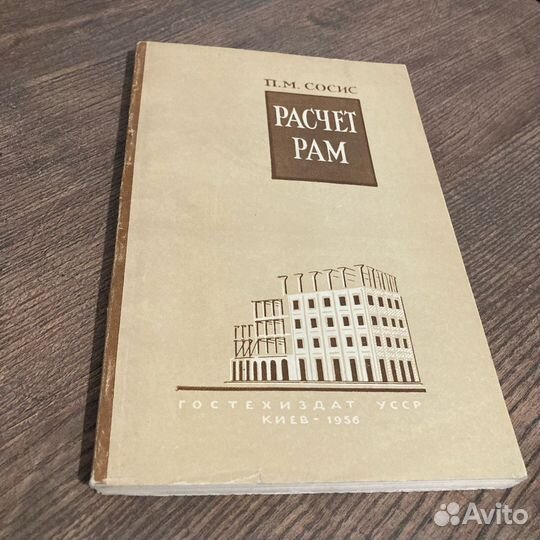 П.М. СОСИС
РАСЧЕТ
РАМ
ГОСТЕХИЗДАТ УССР
КИЕВ - 1956
Avito